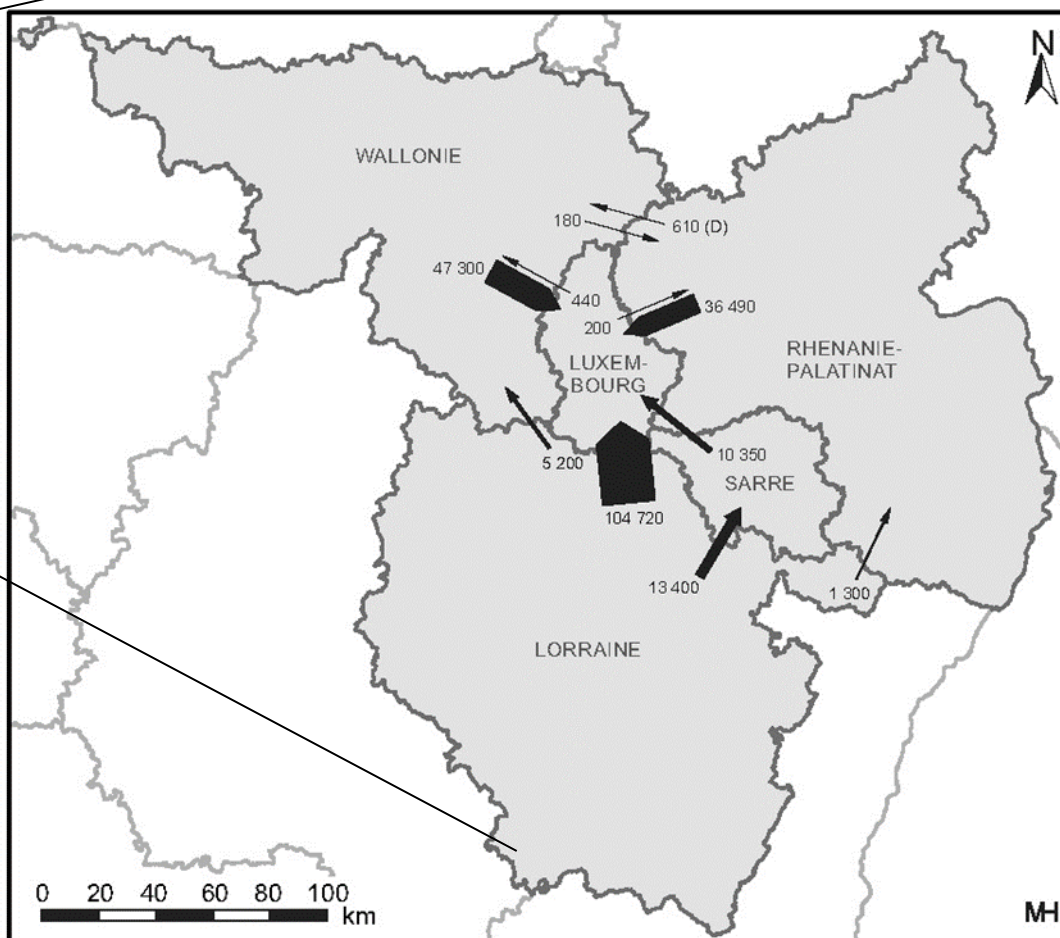 N
WALLONIE
180
610 (D)
47 300
440
200
36 490
LUXEM-
BOURG
RHENANIE-
PALATINAT
5 200
10 350
SARRE
104 720
13 400
1 300
LORRAINE
0 20 40 60 80 100
km
MH